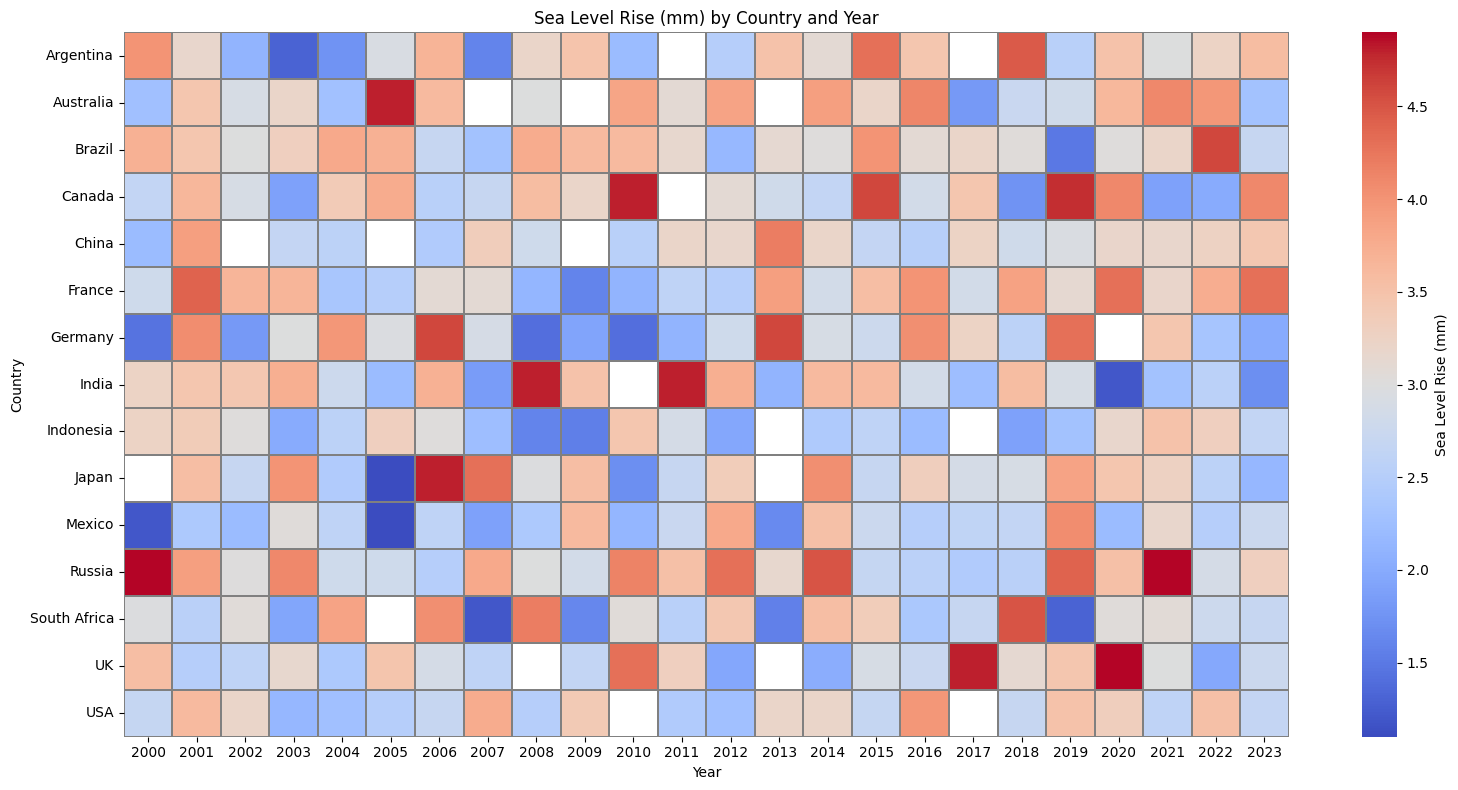 Sea Level Rise (mm) by Country and Year
Argentina
Australia
Brazil
Canada
China
France
Germany
India
Indonesia
Japan
Mexico
Russia
South Africa
UK
USA
Country
2000 2001 2002 2003 2004 2005 2006 2007 2008 2009 2010 2011 2012 2013 2014 2015 2016 2017 2018 2019 2020 2021 2022 2023
Year
4.5
4.0
3.5
3.0
2.5
2.0
1.5
Sea Level Rise (mm)